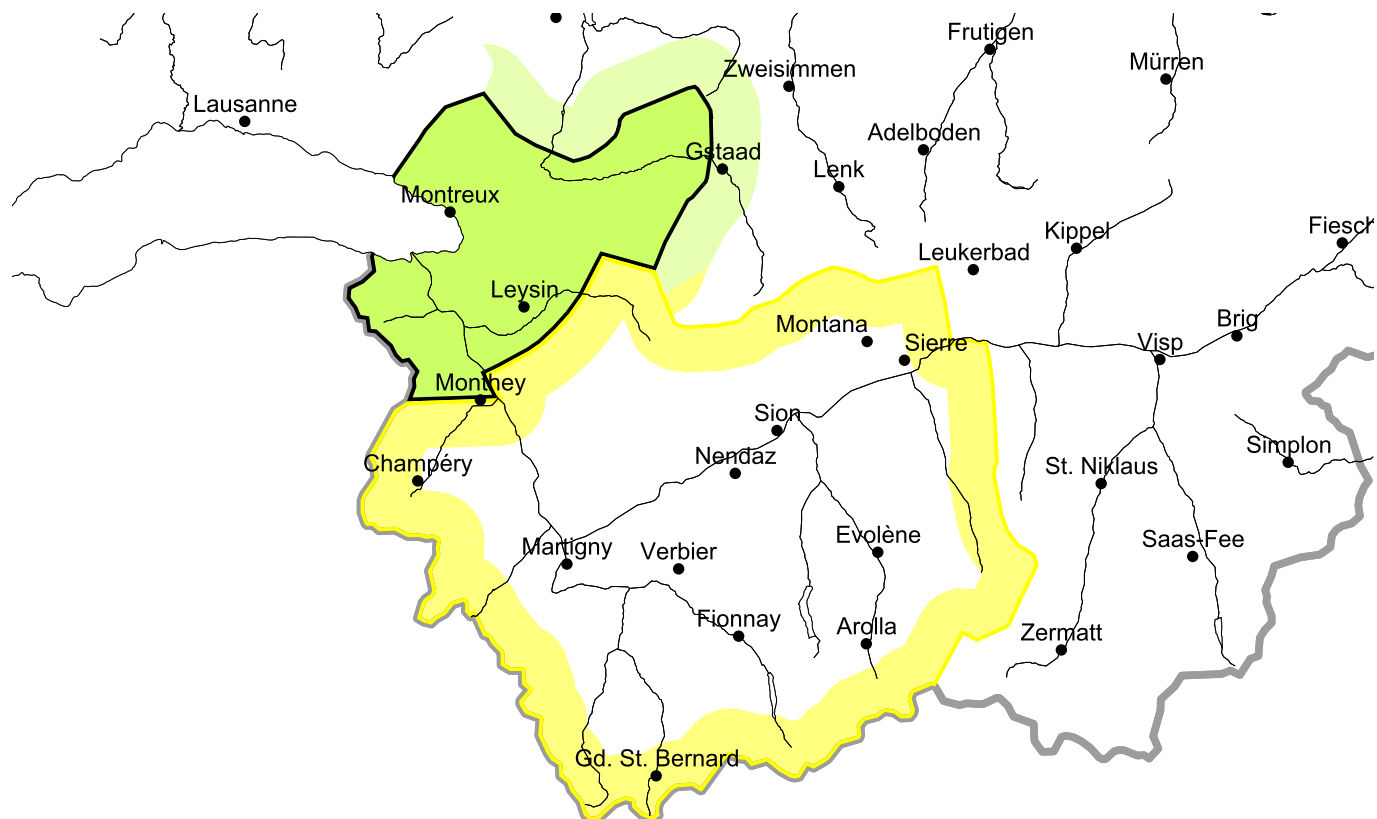 Frutigen
Zweisimmen
Mürren
Lausanne
Adelboden
Gstaad
Lenk
Montreux
Kippel
Fiesch
Leukerbad
Leysin
Montana
Sierre
Visp
Brig
Monthey
Sion
Nendaz
Champéry
St. Niklaus
Simplon
Martigny
Verbier
Evolène
Saas-Fee
Fionnay
Arolla
Zermatt
Gd. St. Bernard